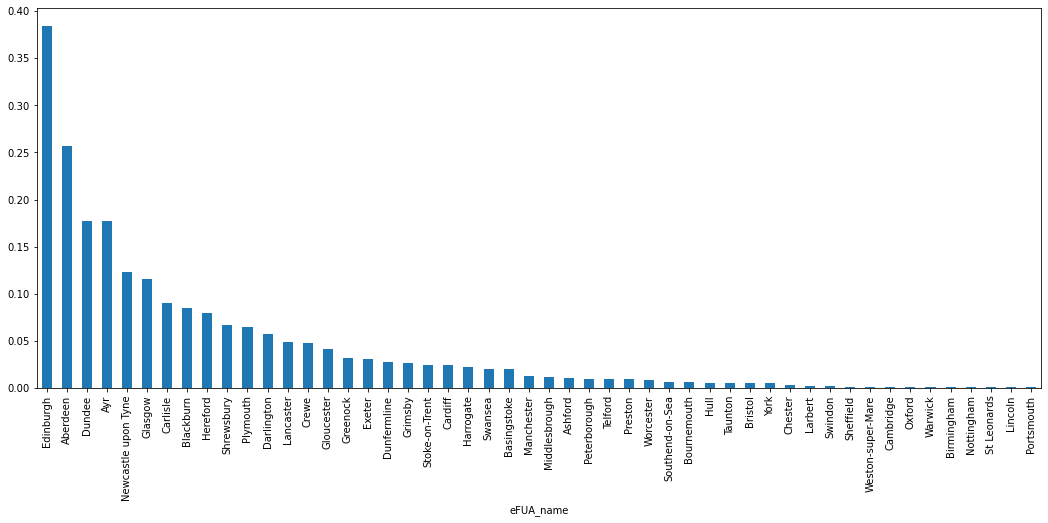 0.40
0.35
0.30
0.25
0.20
0.15
0.10
0.05
0.00
Edinburgh
Aberdeen
Dundee
Ayr
Newcastle upon Tyne
Glasgow
Carlisle
Blackburn
Hereford
Shrewsbury
Plymouth
Darlington
Lancaster
Crewe
Gloucester
Greenock
Exeter
Dunfermline
Grimsby
Stoke-on-Trent
Cardiff
Harrogate
Swansea
Basingstoke
Manchester
Middlesbrough
Ashford
Peterborough
Telford
Preston
Worcester
Southend-on-Sea
Bournemouth
Hull
Taunton
Bristol
York
Chester
Larbert
Swindon
Sheffield
Weston-super-Mare
Cambridge
Oxford
Warwick
Birmingham
Nottingham
St Leonards
Lincoln
Portsmouth
eFUA_name